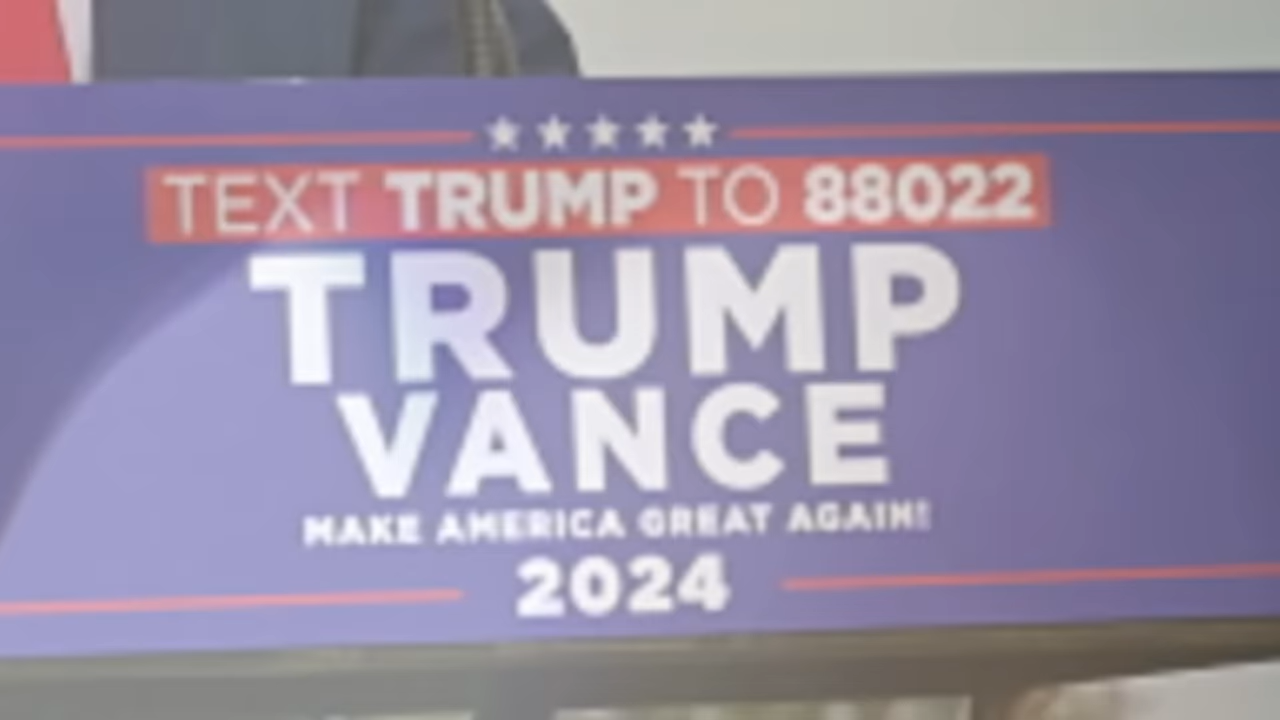 TEXT TRUMP TO 88022
TRUMP
VANCE
MAKE AMERICA GREAT AGAIN!
2024